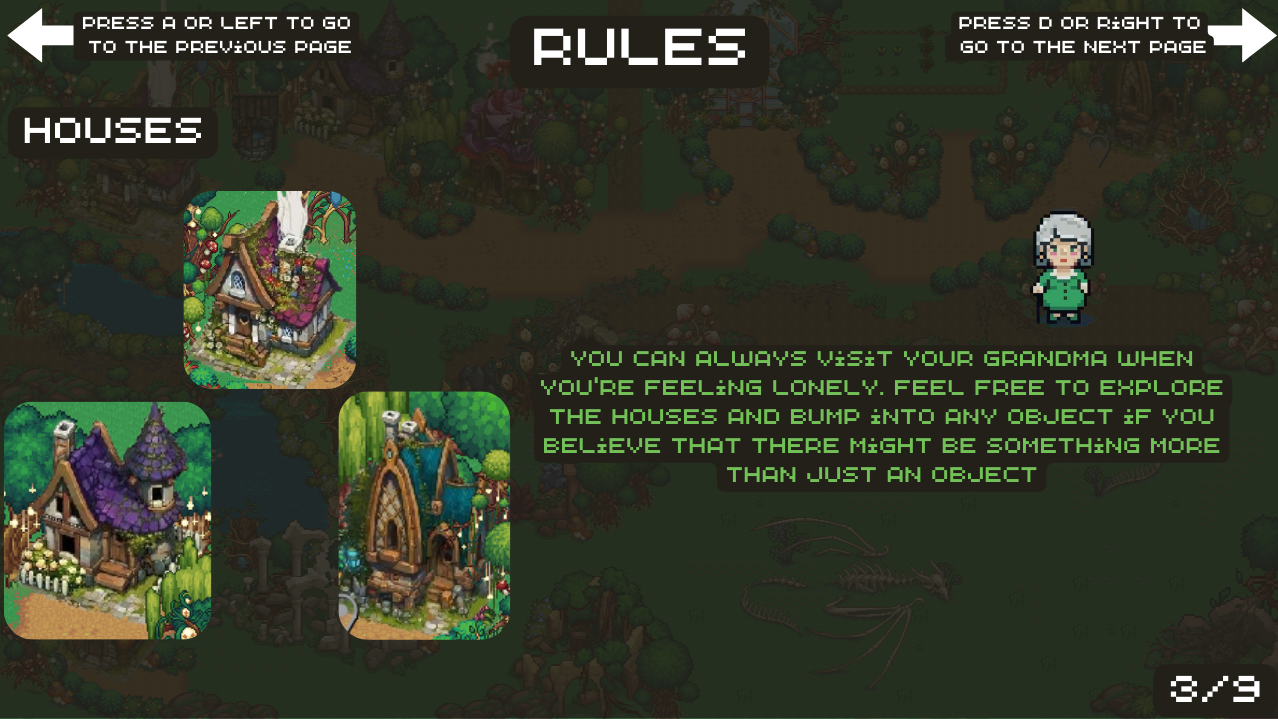 PRESS A OR LEFT TO GO
TO THE PREViOUS PAGE
RULES
PRESS D OR RiGHT TO
GO TO THE NEXT PAGE
HOUSES
YOU CAN ALWAYS ViSiT YOUR GRANDMA WHEN
YOU'RE FEELiNG LONELY. FEEL FREE TO EXPLORE
THE HOUSES AND BUMP iNTO ANY OBJECT iF YOU
BELiEVE THAT THERE MiGHT BE SOMETHiNG MORE
THAN JUST AN OBJECT
3/9